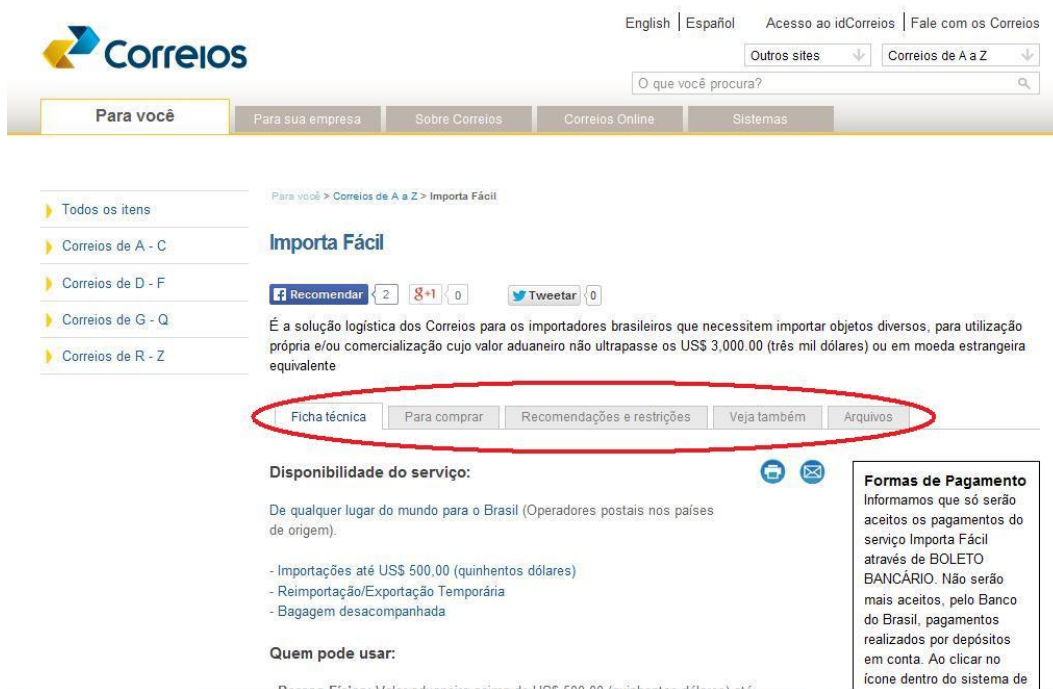 English | Español Acesso ao idCorreios | Fale com os Correios
Correios
Outros sites Correios de A a Z
O que você procura?
Para você Para sua empresa Sobre Correios Correios Online Sistemas
Todos os itens
Correios de A - C
Correios de D - F
Correios de G - Q
Correios de R - Z
Para você > Correios de A a Z > Importa Fácil
Importa Fácil
Recomendar 2 g+1 0 Tweetar 0
É a solução logística dos Correios para os importadores brasileiros que necessitem importar objetos diversos, para utilização
própria e/ou comercialização cujo valor aduaneiro não ultrapasse os US$ 3,000.00 (três mil dólares) ou em moeda estrangeira
equivalente
Ficha técnica Para comprar Recomendações e restrições Veja também Arquivos
Disponibilidade do serviço:
De qualquer lugar do mundo para o Brasil (Operadores postais nos países
de origem).
- Importações até US$ 500,00 (quinhentos dólares)
- Reimportação/Exportação Temporária
- Bagagem desacompanhada
Quem pode usar:
Formas de Pagamento
Informamos que só serão
aceitos os pagamentos do
serviço Importa Fácil
através de BOLETO
BANCÁRIO. Não serão
mais aceitos, pelo Banco
do Brasil, pagamentos
realizados por depósitos
em conta. Ao clicar no
ícone dentro do sistema de